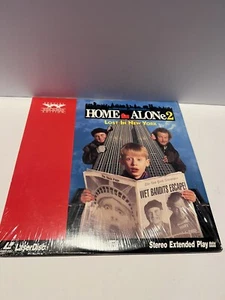 HOME ALONe 2
LOST IN NEW YORK
WET BANDITS ESCAPE!
LaserDisc
Stereo Extended Play